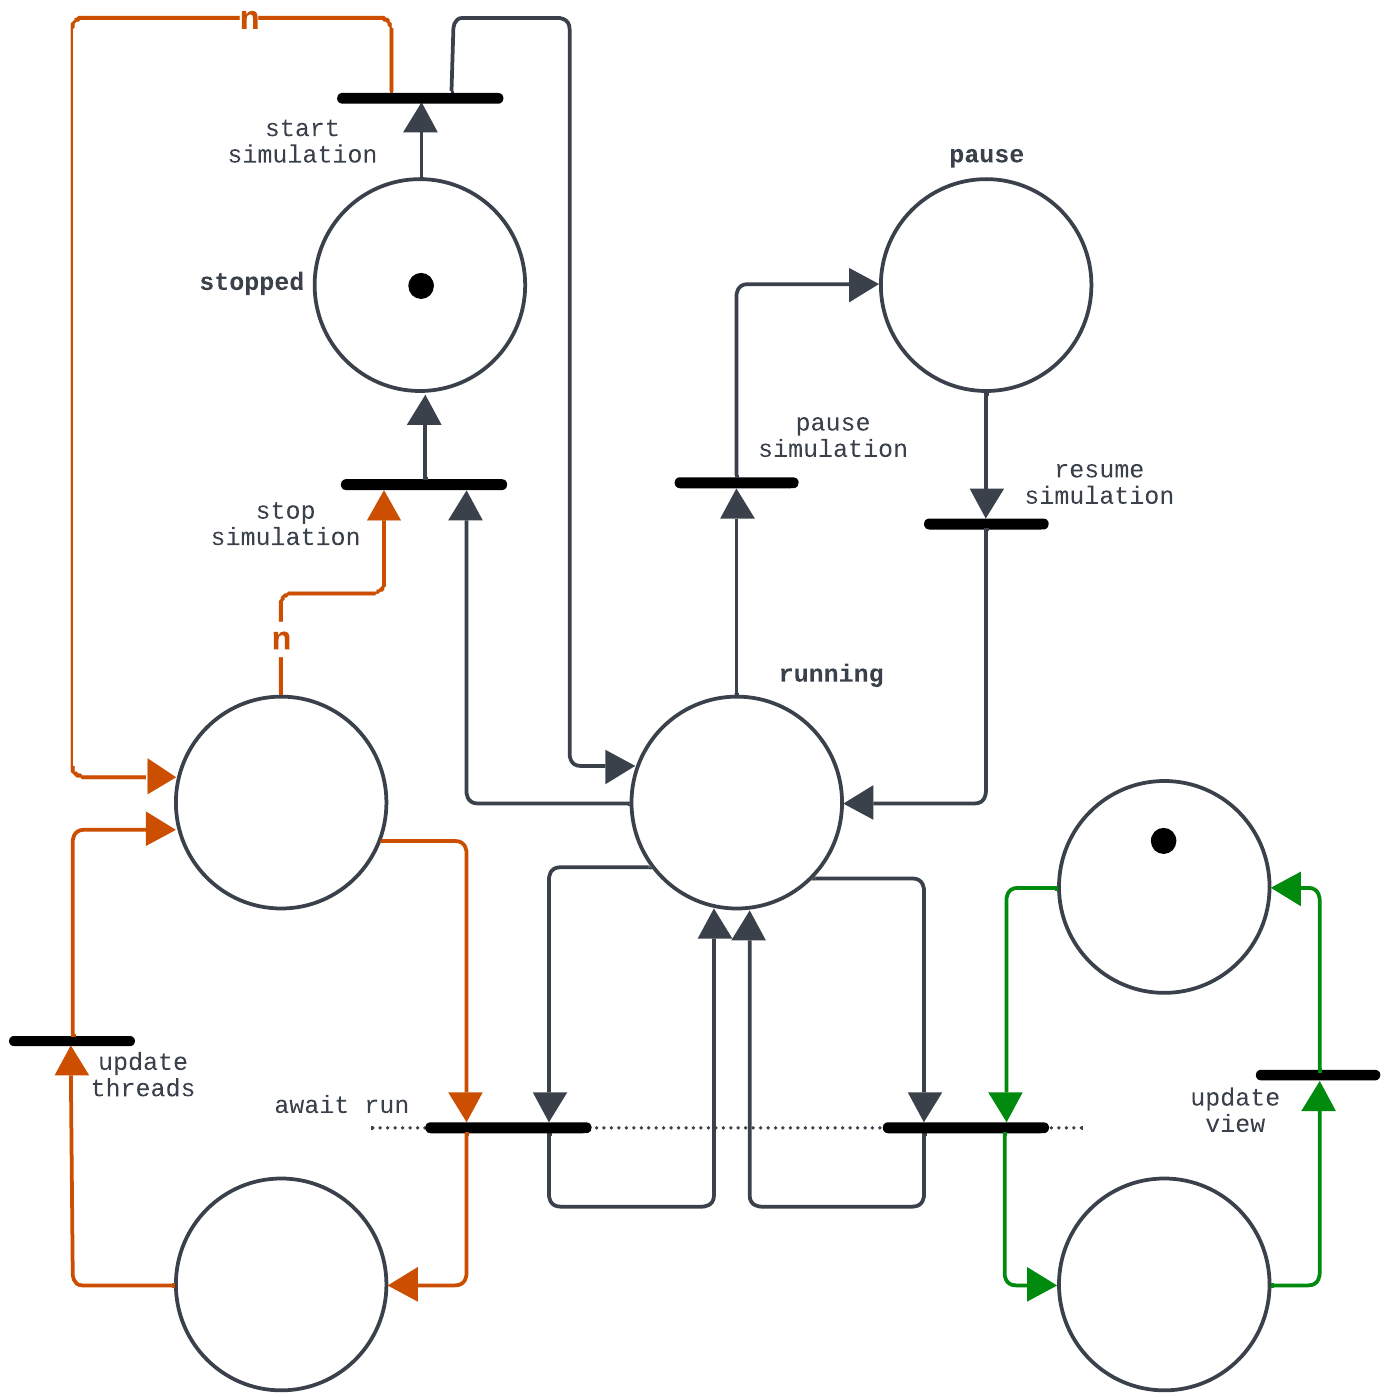 n
start
simulation
pause
stopped
pause
simulation
resume
simulation
stop
simulation
n
running
update
threads
await run
update
view